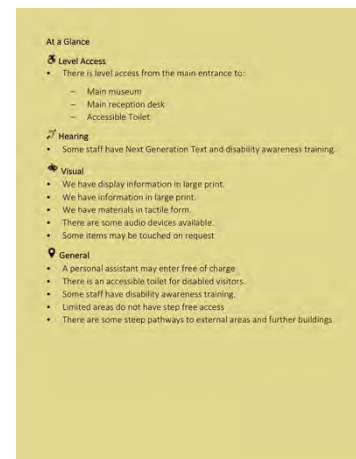 At a Glance
Level Access
• There is level access from the main entrance to:
– Main museum
– Main reception desk
– Accessible Toilet
Hearing
• Some staff have Next Generation Text and disability awareness training.
Visual
• We have display information in large print.
• We have information in large print.
• We have materials in tactile form.
• There are some audio devices available.
• Some items may be touched on request
General
• A personal assistant may enter free of charge
• There is an accessible toilet for disabled visitors.
• Some staff have disability awareness training.
• Limited areas do not have step free access
• There are some steep pathways to external areas and further buildings